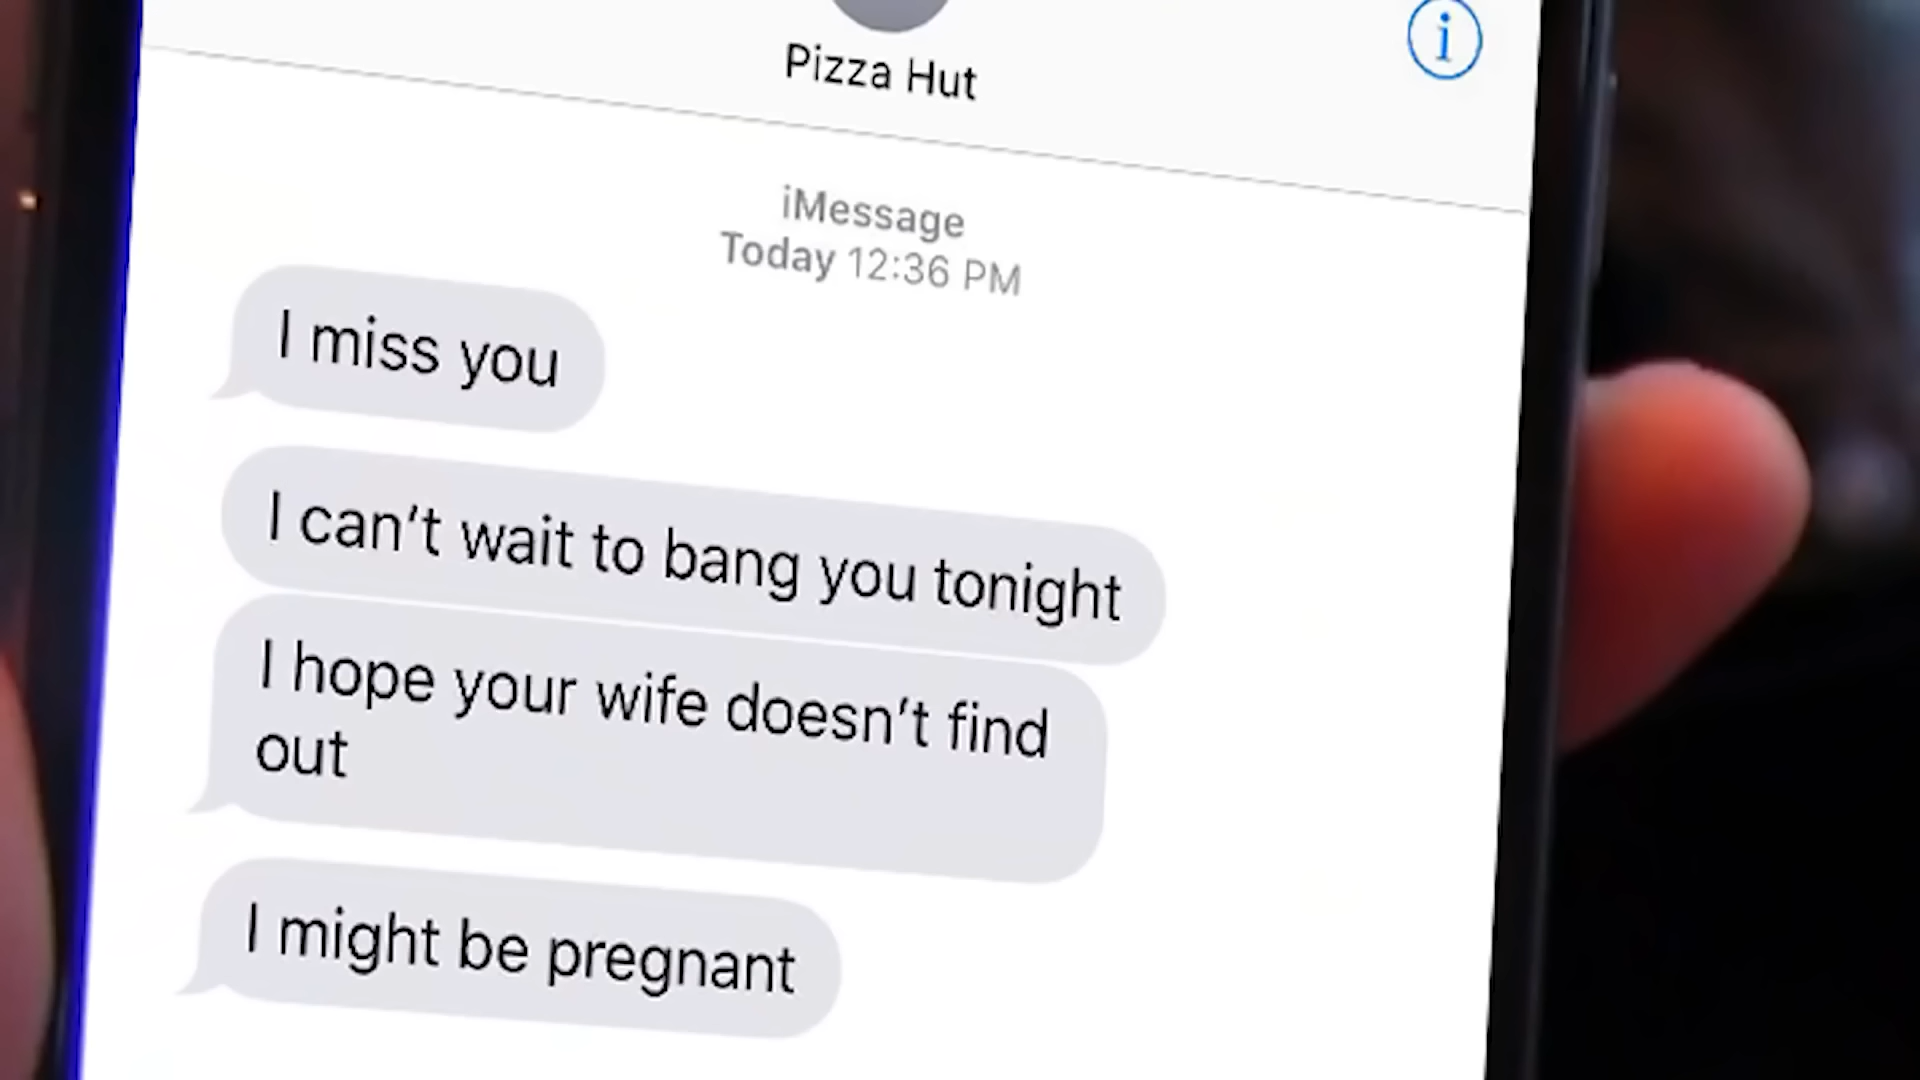 Pizza Hut
iMessage
Today 12:36 PM
I miss you
I can't wait to bang you tonight
I hope your wife doesn't find
out
I might be pregnant